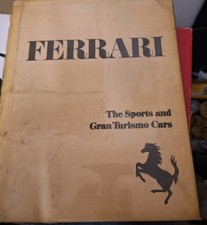 FERRARI
The Sports and
Gran Turismo Cars